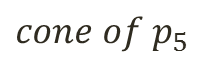 cone of p₅